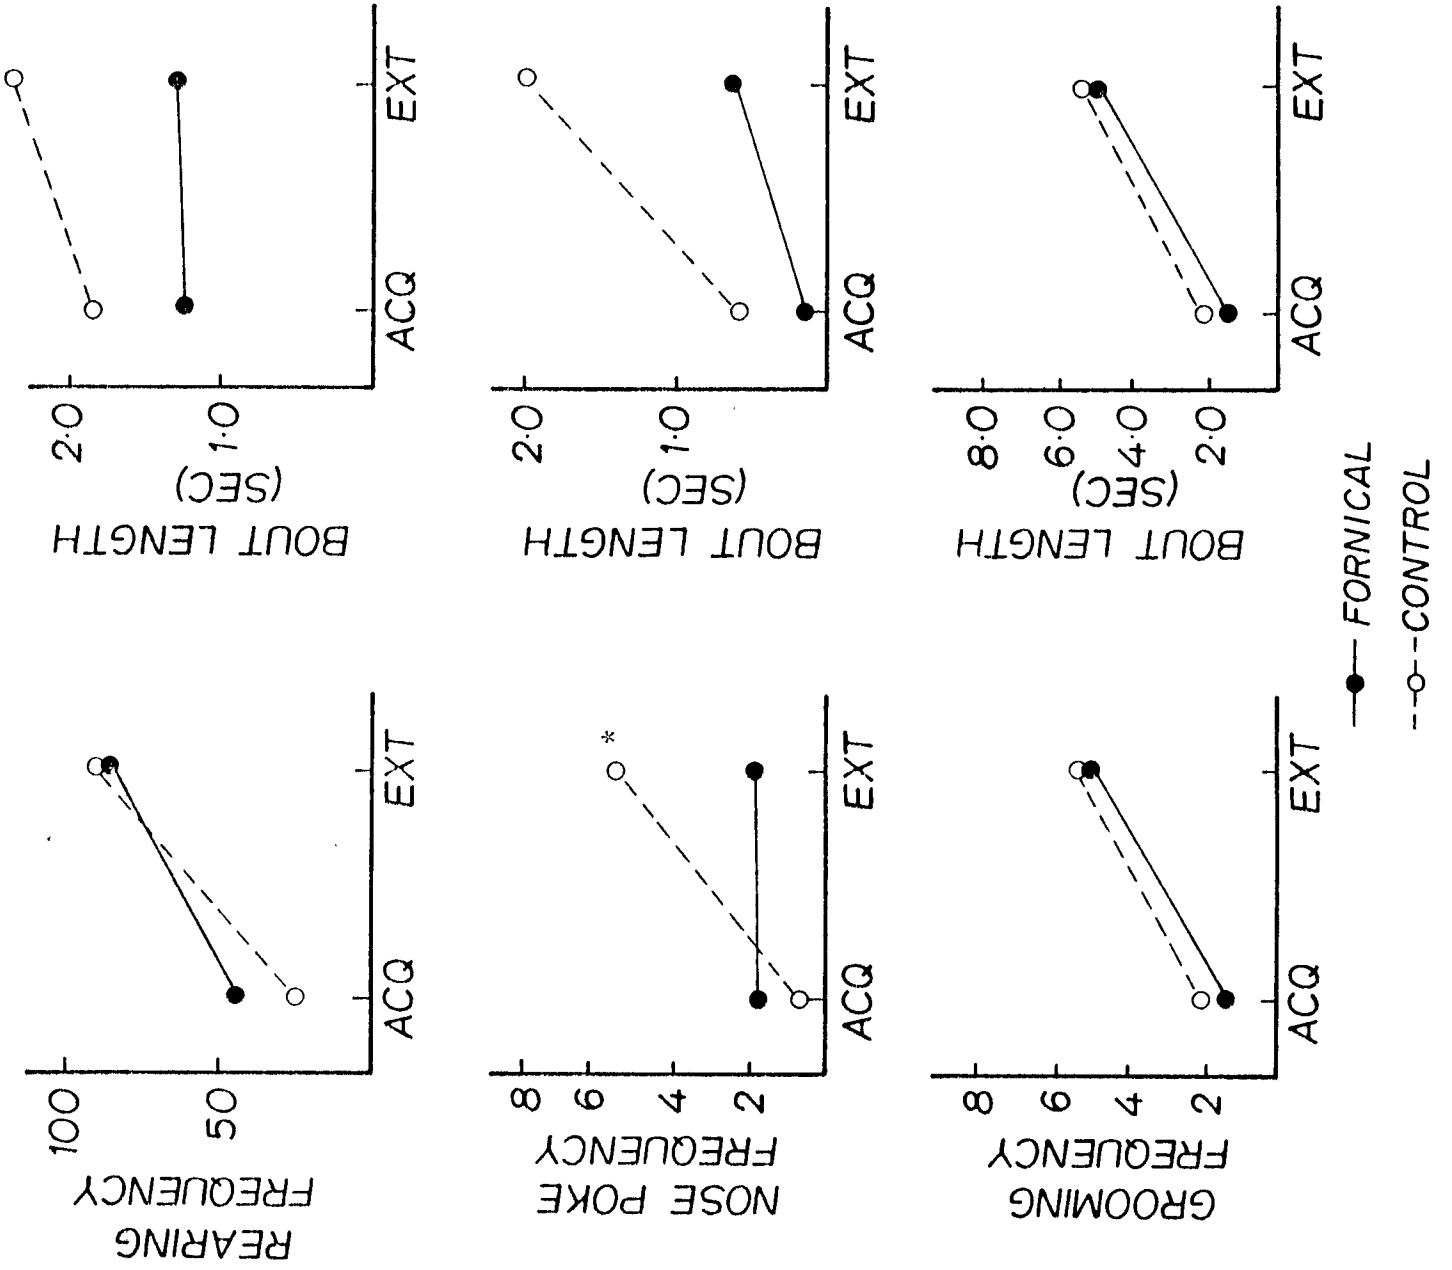 REARING
FREQUENCY
100
50
ACQ
EXT
BOUT LENGTH
(SEC)
2·0
1·0
ACQ
EXT
NOSE POKE
FREQUENCY
8
6
4
2
*
ACQ
EXT
BOUT LENGTH
(SEC)
2·0
1·0
ACQ
EXT
GROOMING
FREQUENCY
8
6
4
2
ACQ
EXT
BOUT LENGTH
(SEC)
8·0
6·0
4·0
2·0
ACQ
EXT
FORNICAL
CONTROL